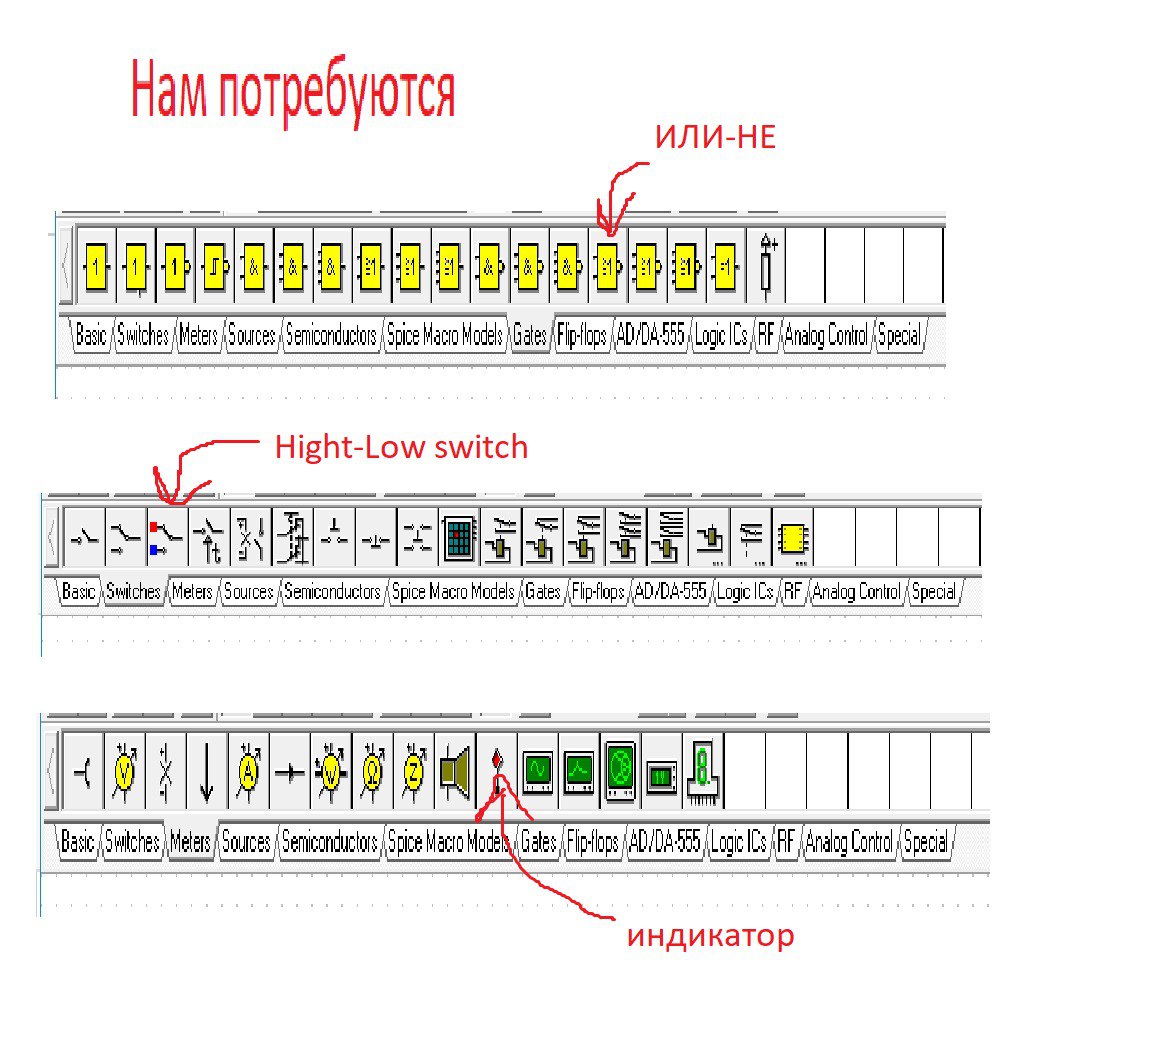 Нам потребуются
ИЛИ-НЕ
1 1 1 & & & ≥1 ≥1 ≥1 & & & ≥1 ≥1 ≥1 =1 +
Basic Switches Meters Sources Semiconductors Spice Macro Models Gates Flip-flops AD/DA-555 Logic ICs RF Analog Control Special
Hight-Low switch
t
Basic Switches Meters Sources Semiconductors Spice Macro Models Gates Flip-flops AD/DA-555 Logic ICs RF Analog Control Special
V A V Ω Z 1V 8.
Basic Switches Meters Sources Semiconductors Spice Macro Models Gates Flip-flops AD/DA-555 Logic ICs RF Analog Control Special
индикатор